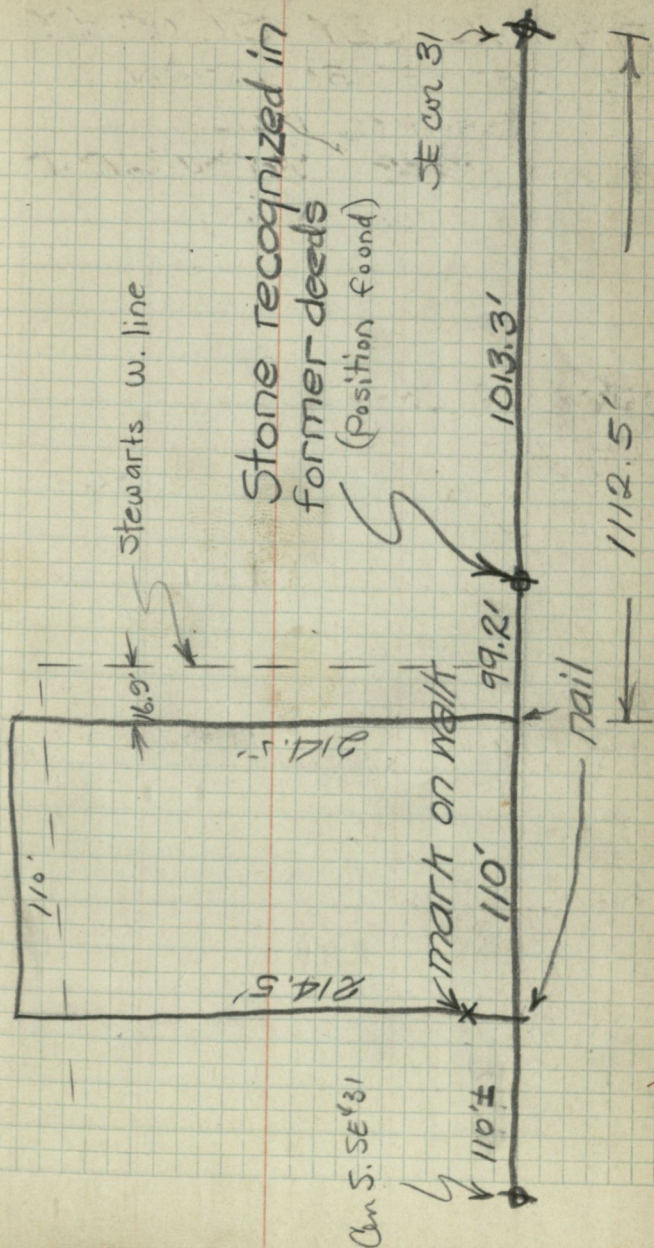 SE cor 31
Stone recognized in
former deeds
(Position found)
Stewarts W. line
1013.3'
1112.5'
16.9'
99.2'
214.5'
nail
mark on walk
110'
110'
214.5'
Cen S. SE¼ 31
110'±